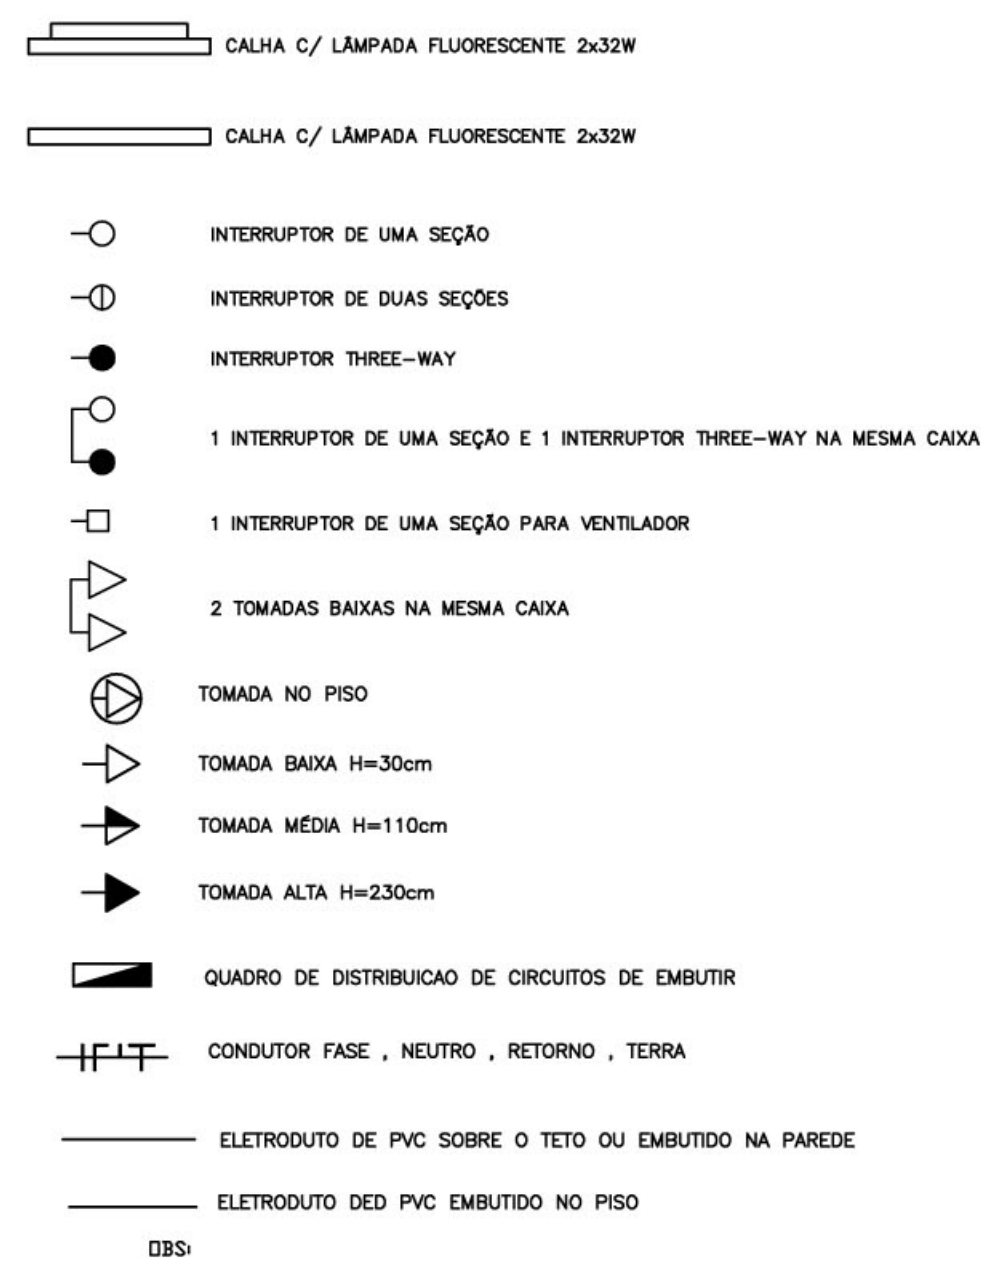 CALHA C/ LÂMPADA FLUORESCENTE 2x32W
CALHA C/ LÂMPADA FLUORESCENTE 2x32W
INTERRUPTOR DE UMA SEÇÃO
INTERRUPTOR DE DUAS SEÇÕES
INTERRUPTOR THREE-WAY
1 INTERRUPTOR DE UMA SEÇÃO E 1 INTERRUPTOR THREE-WAY NA MESMA CAIXA
1 INTERRUPTOR DE UMA SEÇÃO PARA VENTILADOR
2 TOMADAS BAIXAS NA MESMA CAIXA
TOMADA NO PISO
TOMADA BAIXA H=30cm
TOMADA MÉDIA H=110cm
TOMADA ALTA H=230cm
QUADRO DE DISTRIBUICAO DE CIRCUITOS DE EMBUTIR
CONDUTOR FASE , NEUTRO , RETORNO , TERRA
ELETRODUTO DE PVC SOBRE O TETO OU EMBUTIDO NA PAREDE
ELETRODUTO DED PVC EMBUTIDO NO PISO
OBS: